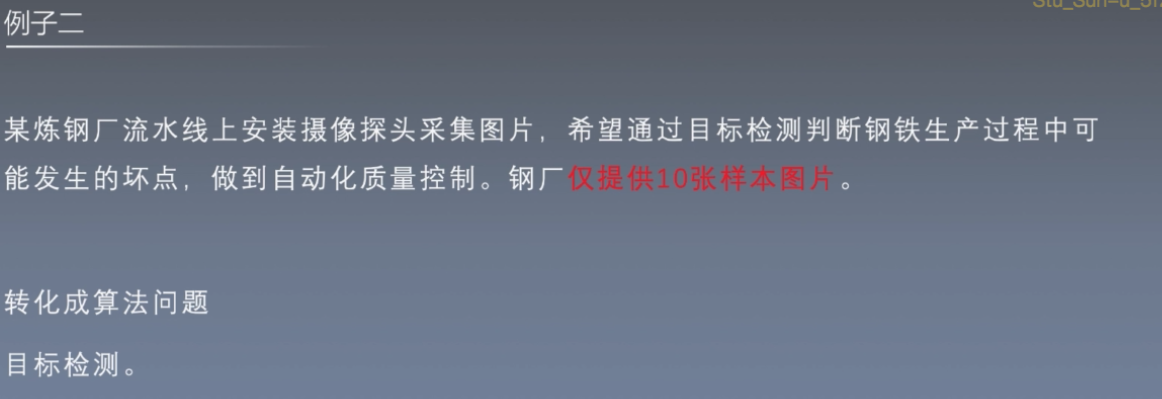 例子二
某炼钢厂流水线上安装摄像探头采集图片，希望通过目标检测判断钢铁生产过程中可
能发生的坏点，做到自动化质量控制。钢厂仅提供10张样本图片。
转化成算法问题
目标检测。